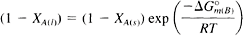 (1 − X_{A(l)}) = (1 − X_{A(s)}) exp(−ΔG°_{m(B)} / RT)